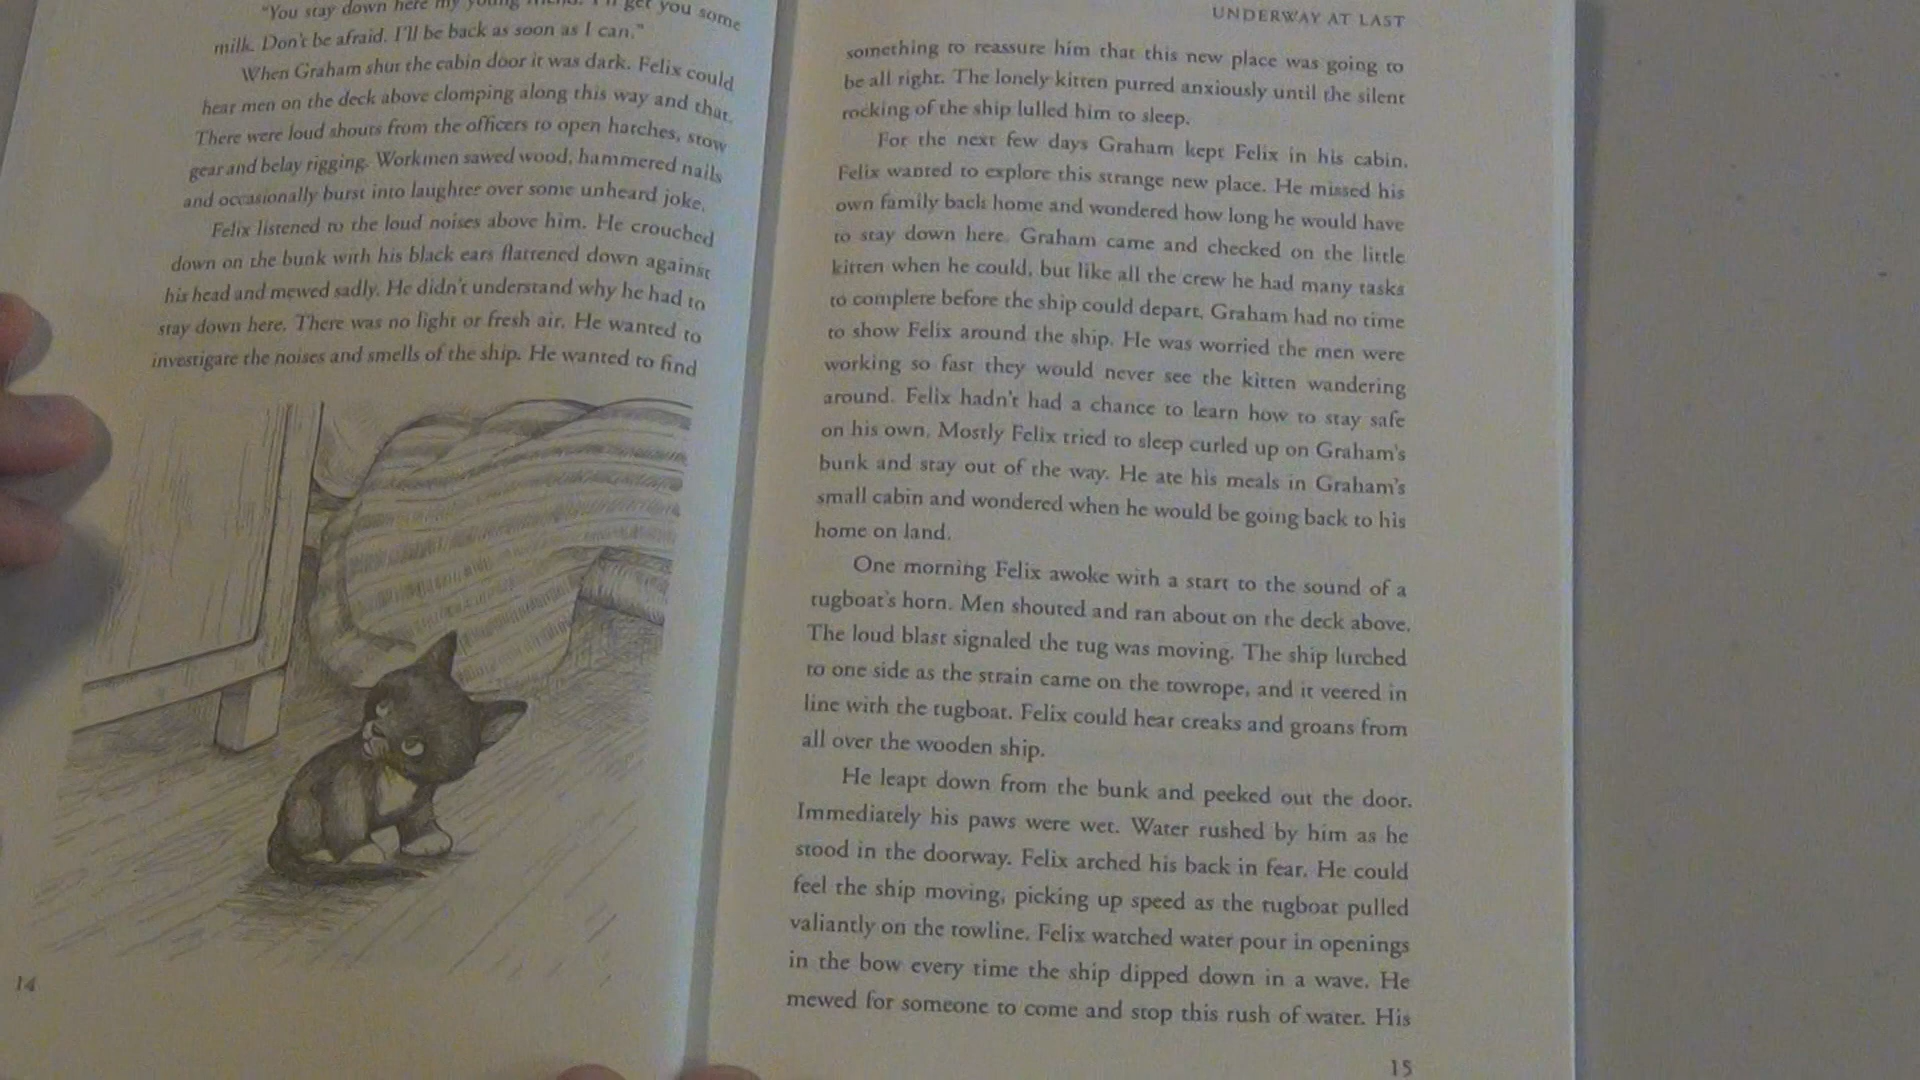 "You stay down here my young friend. I'll get you some
milk. Don't be afraid. I'll be back as soon as I can."
When Graham shut the cabin door it was dark. Felix could
hear men on the deck above clomping along this way and that.
There were loud shouts from the officers to open hatches, stow
gear and belay rigging. Workmen sawed wood, hammered nails
and occasionally burst into laughter over some unheard joke.
Felix listened to the loud noises above him. He crouched
down on the bunk with his black ears flattened down against
his head and mewed sadly. He didn't understand why he had to
stay down here. There was no light or fresh air. He wanted to
investigate the noises and smells of the ship. He wanted to find
14
UNDERWAY AT LAST
something to reassure him that this new place was going to
be all right. The lonely kitten purred anxiously until the silent
rocking of the ship lulled him to sleep.
For the next few days Graham kept Felix in his cabin.
Felix wanted to explore this strange new place. He missed his
own family back home and wondered how long he would have
to stay down here. Graham came and checked on the little
kitten when he could, but like all the crew he had many tasks
to complete before the ship could depart. Graham had no time
to show Felix around the ship. He was worried the men were
working so fast they would never see the kitten wandering
around. Felix hadn't had a chance to learn how to stay safe
on his own. Mostly Felix tried to sleep curled up on Graham's
bunk and stay out of the way. He ate his meals in Graham's
small cabin and wondered when he would be going back to his
home on land.
One morning Felix awoke with a start to the sound of a
tugboat's horn. Men shouted and ran about on the deck above.
The loud blast signaled the tug was moving. The ship lurched
to one side as the strain came on the towrope, and it veered in
line with the tugboat. Felix could hear creaks and groans from
all over the wooden ship.
He leapt down from the bunk and peeked out the door.
Immediately his paws were wet. Water rushed by him as he
stood in the doorway. Felix arched his back in fear. He could
feel the ship moving, picking up speed as the tugboat pulled
valiantly on the towline. Felix watched water pour in openings
in the bow every time the ship dipped down in a wave. He
mewed for someone to come and stop this rush of water. His
15